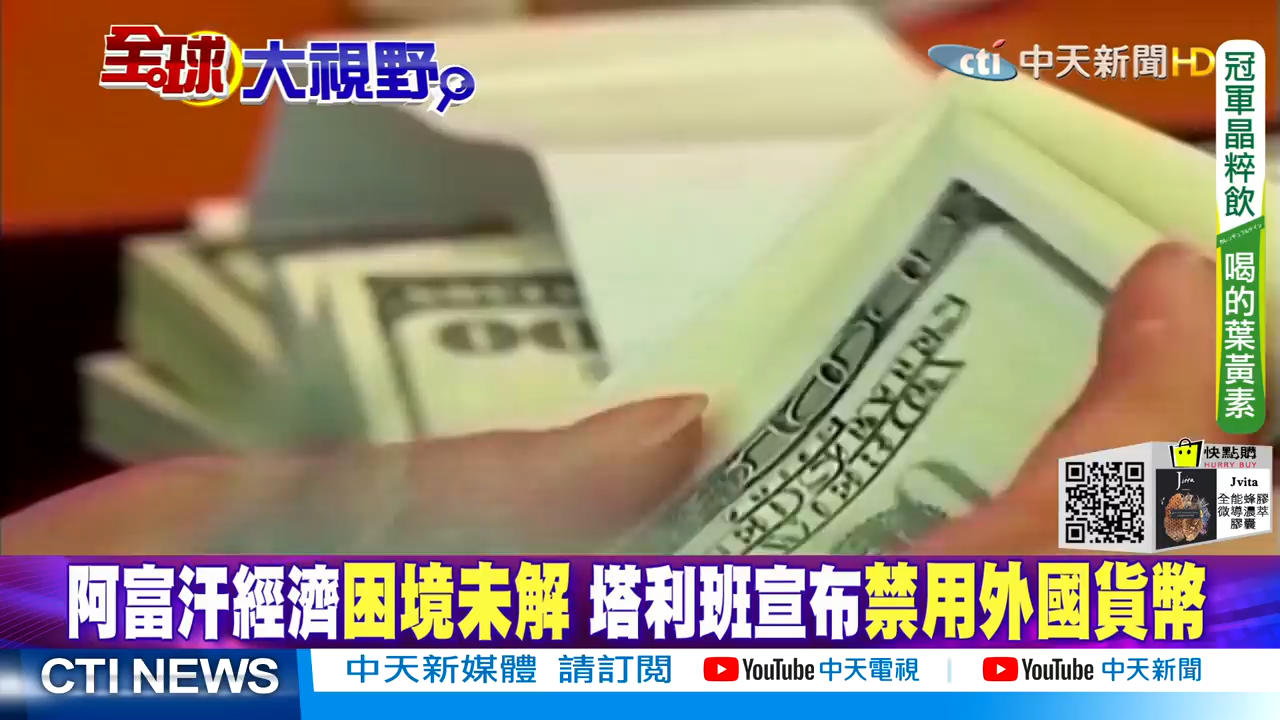 全球大視野
cti 中天新聞HD
冠軍晶粹飲
喝的葉黃素
快點購
HURRY BUY
Jvita
全能蜂膠
微導濃萃
膠囊
阿富汗經濟困境未解 塔利班宣布禁用外國貨幣
CTI NEWS
中天新媒體 請訂閱
YouTube 中天電視
YouTube 中天新聞